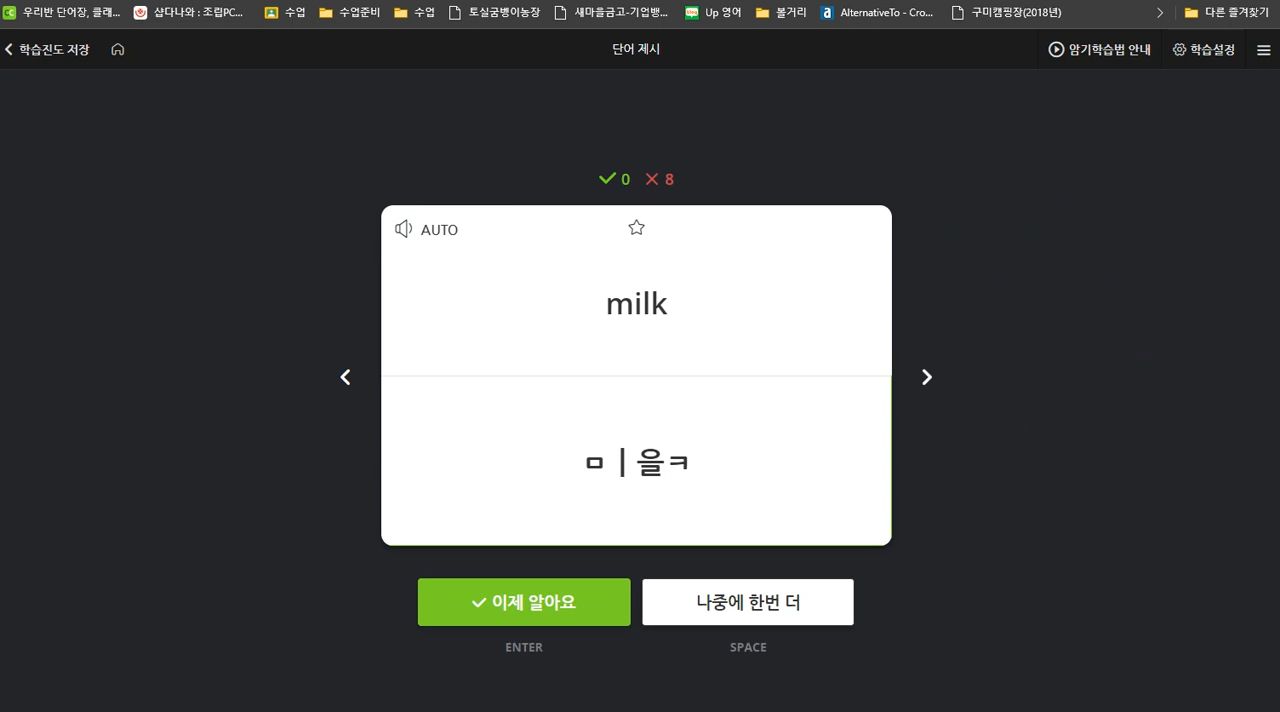 우리반 단어장, 클래... 샵다나와 : 조립PC... 수업 수업준비 수업 토실굼벵이농장 새마을금고-기업뱅... Up 영어 볼거리 AlternativeTo - Cro... 구미캠핑장(2018년) 다른 즐겨찾기
학습진도 저장 단어 제시 암기학습법 안내 학습설정
0 8
AUTO
milk
ㅁㅣ을ㅋ
이제 알아요 나중에 한번 더
ENTER SPACE